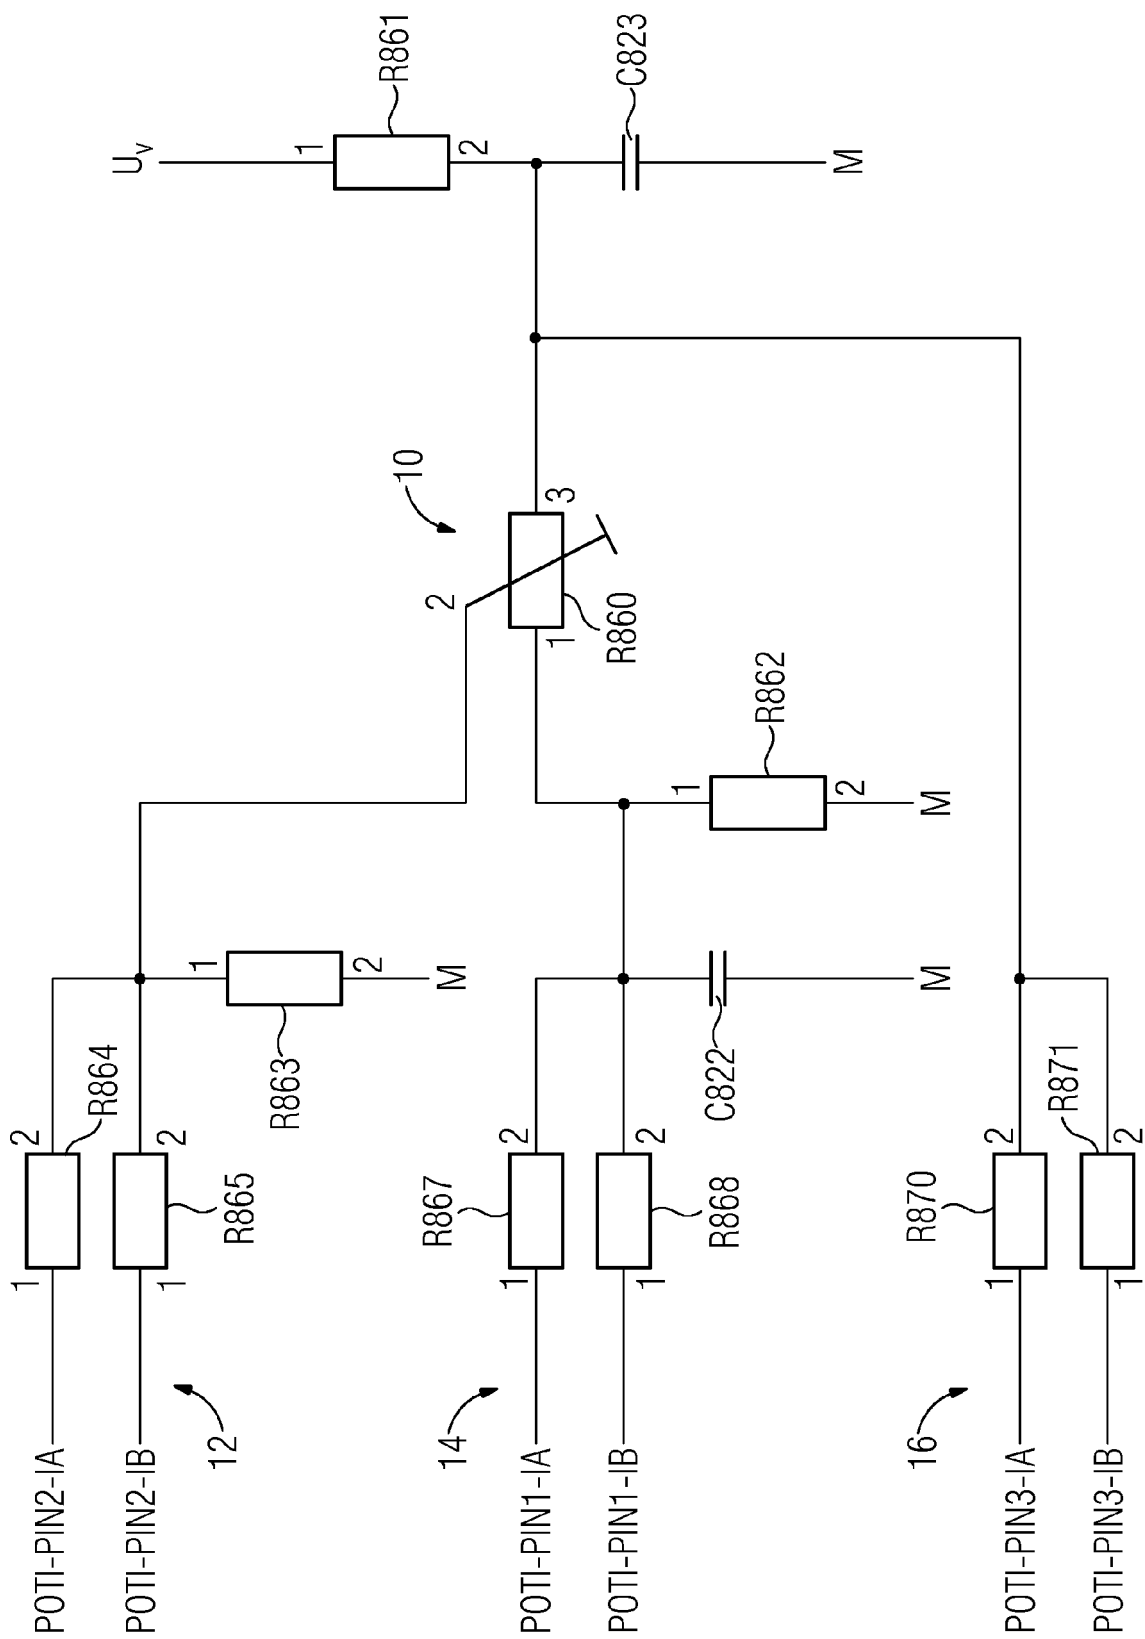 POTI-PIN2-IA
1
2
R864
POTI-PIN2-IB
1
2
R865
12
1
R863
2
M
2
10
POTI-PIN1-IA
1
2
R867
14
POTI-PIN1-IB
1
2
R868
C822
M
1
R862
2
M
1
3
R860
Uv
1
R861
2
C823
M
16
POTI-PIN3-IA
1
2
R870
POTI-PIN3-IB
1
2
R871